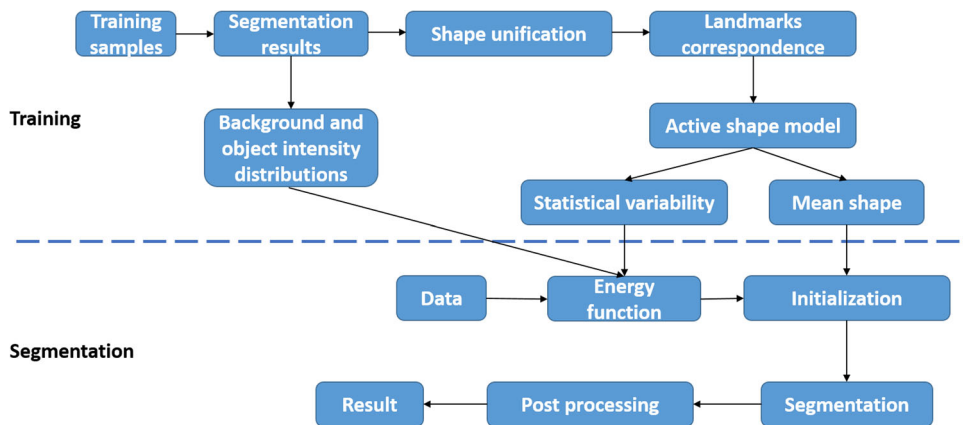 Training
samples
Segmentation
results
Shape unification
Landmarks
correspondence
Training
Background and
object intensity
distributions
Active shape model
Statistical variability
Mean shape
Data
Energy
function
Initialization
Segmentation
Result
Post processing
Segmentation